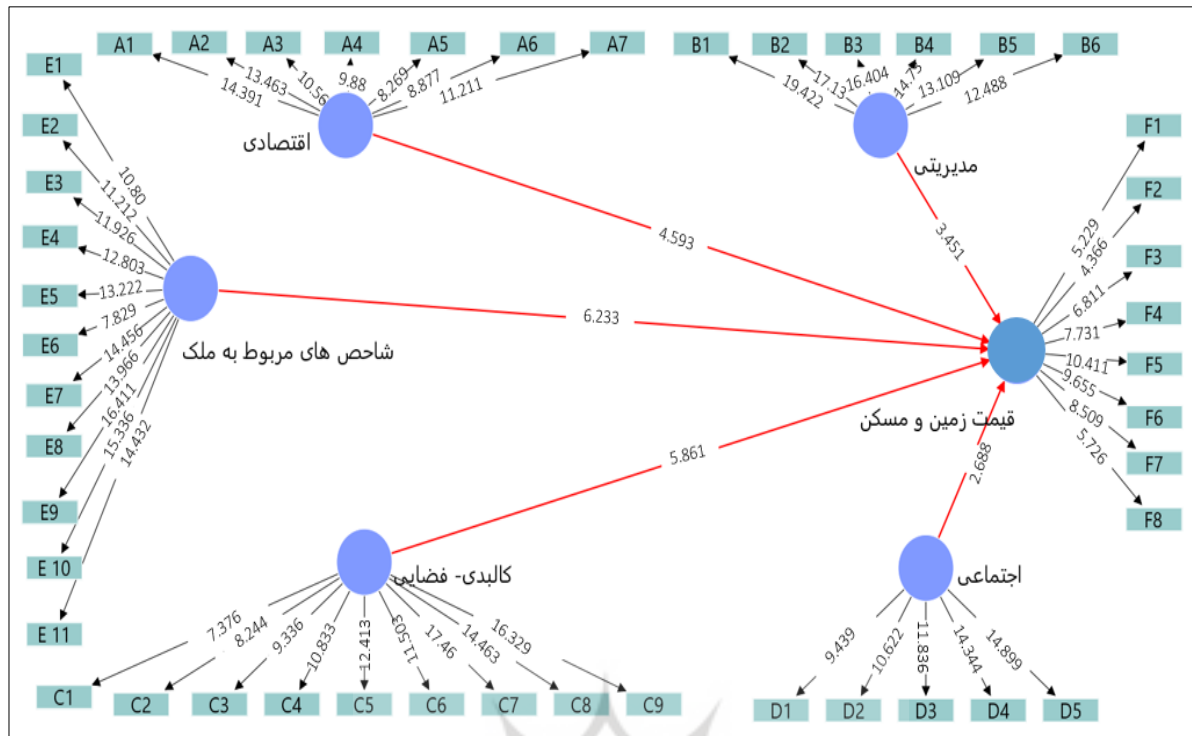 A1 A2 A3 A4 A5 A6 A7
14.391 13.463 10.56 9.88 8.269 8.877 11.211
اقتصادی
B1 B2 B3 B4 B5 B6
19.422 17.13 16.404 14.73 13.109 12.488
مدیریتی
E1
E2
E3
E4
E5
E6
E7
E8
E9
E 10
E 11
10.80
11.212
11.926
12.803
13.222
7.829
14.456
13.966
16.411
15.336
14.432
شاحص های مربوط به ملک
4.593
3.451
6.233
5.861
2.688
قیمت زمین و مسکن
F1
F2
F3
F4
F5
F6
F7
F8
5.229
4.366
6.811
7.731
10.411
9.655
8.509
5.726
کالبدی- فضایی
7.376 8.244 9.336 10.833 12.413 11.503 17.46 14.463 16.329
C1 C2 C3 C4 C5 C6 C7 C8 C9
اجتماعی
9.439 10.622 11.836 14.344 14.899
D1 D2 D3 D4 D5